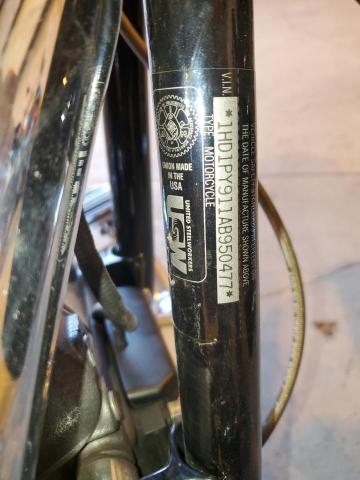 THE DATE OF MANUFACTURE SHOWN ABOVE
V.I.N.
*1HD1PY911AB950477*
TYPE: MOTORCYCLE
UNION MADE
IN THE
USA
UNITED STEELWORKERS
USW